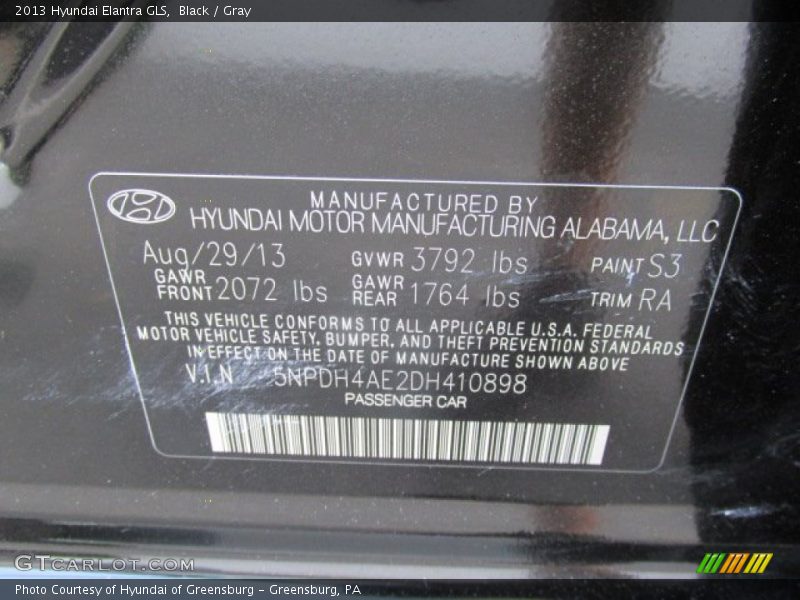 2013 Hyundai Elantra GLS, Black / Gray
MANUFACTURED BY
HYUNDAI MOTOR MANUFACTURING ALABAMA, LLC
Aug/29/13 GVWR 3792 lbs PAINT S3
GAWR FRONT 2072 lbs GAWR REAR 1764 lbs TRIM RA
THIS VEHICLE CONFORMS TO ALL APPLICABLE U.S.A. FEDERAL
MOTOR VEHICLE SAFETY, BUMPER, AND THEFT PREVENTION STANDARDS
IN EFFECT ON THE DATE OF MANUFACTURE SHOWN ABOVE
V.I.N 5NPDH4AE2DH410898
PASSENGER CAR
GTCARLOT.COM
Photo Courtesy of Hyundai of Greensburg - Greensburg, PA